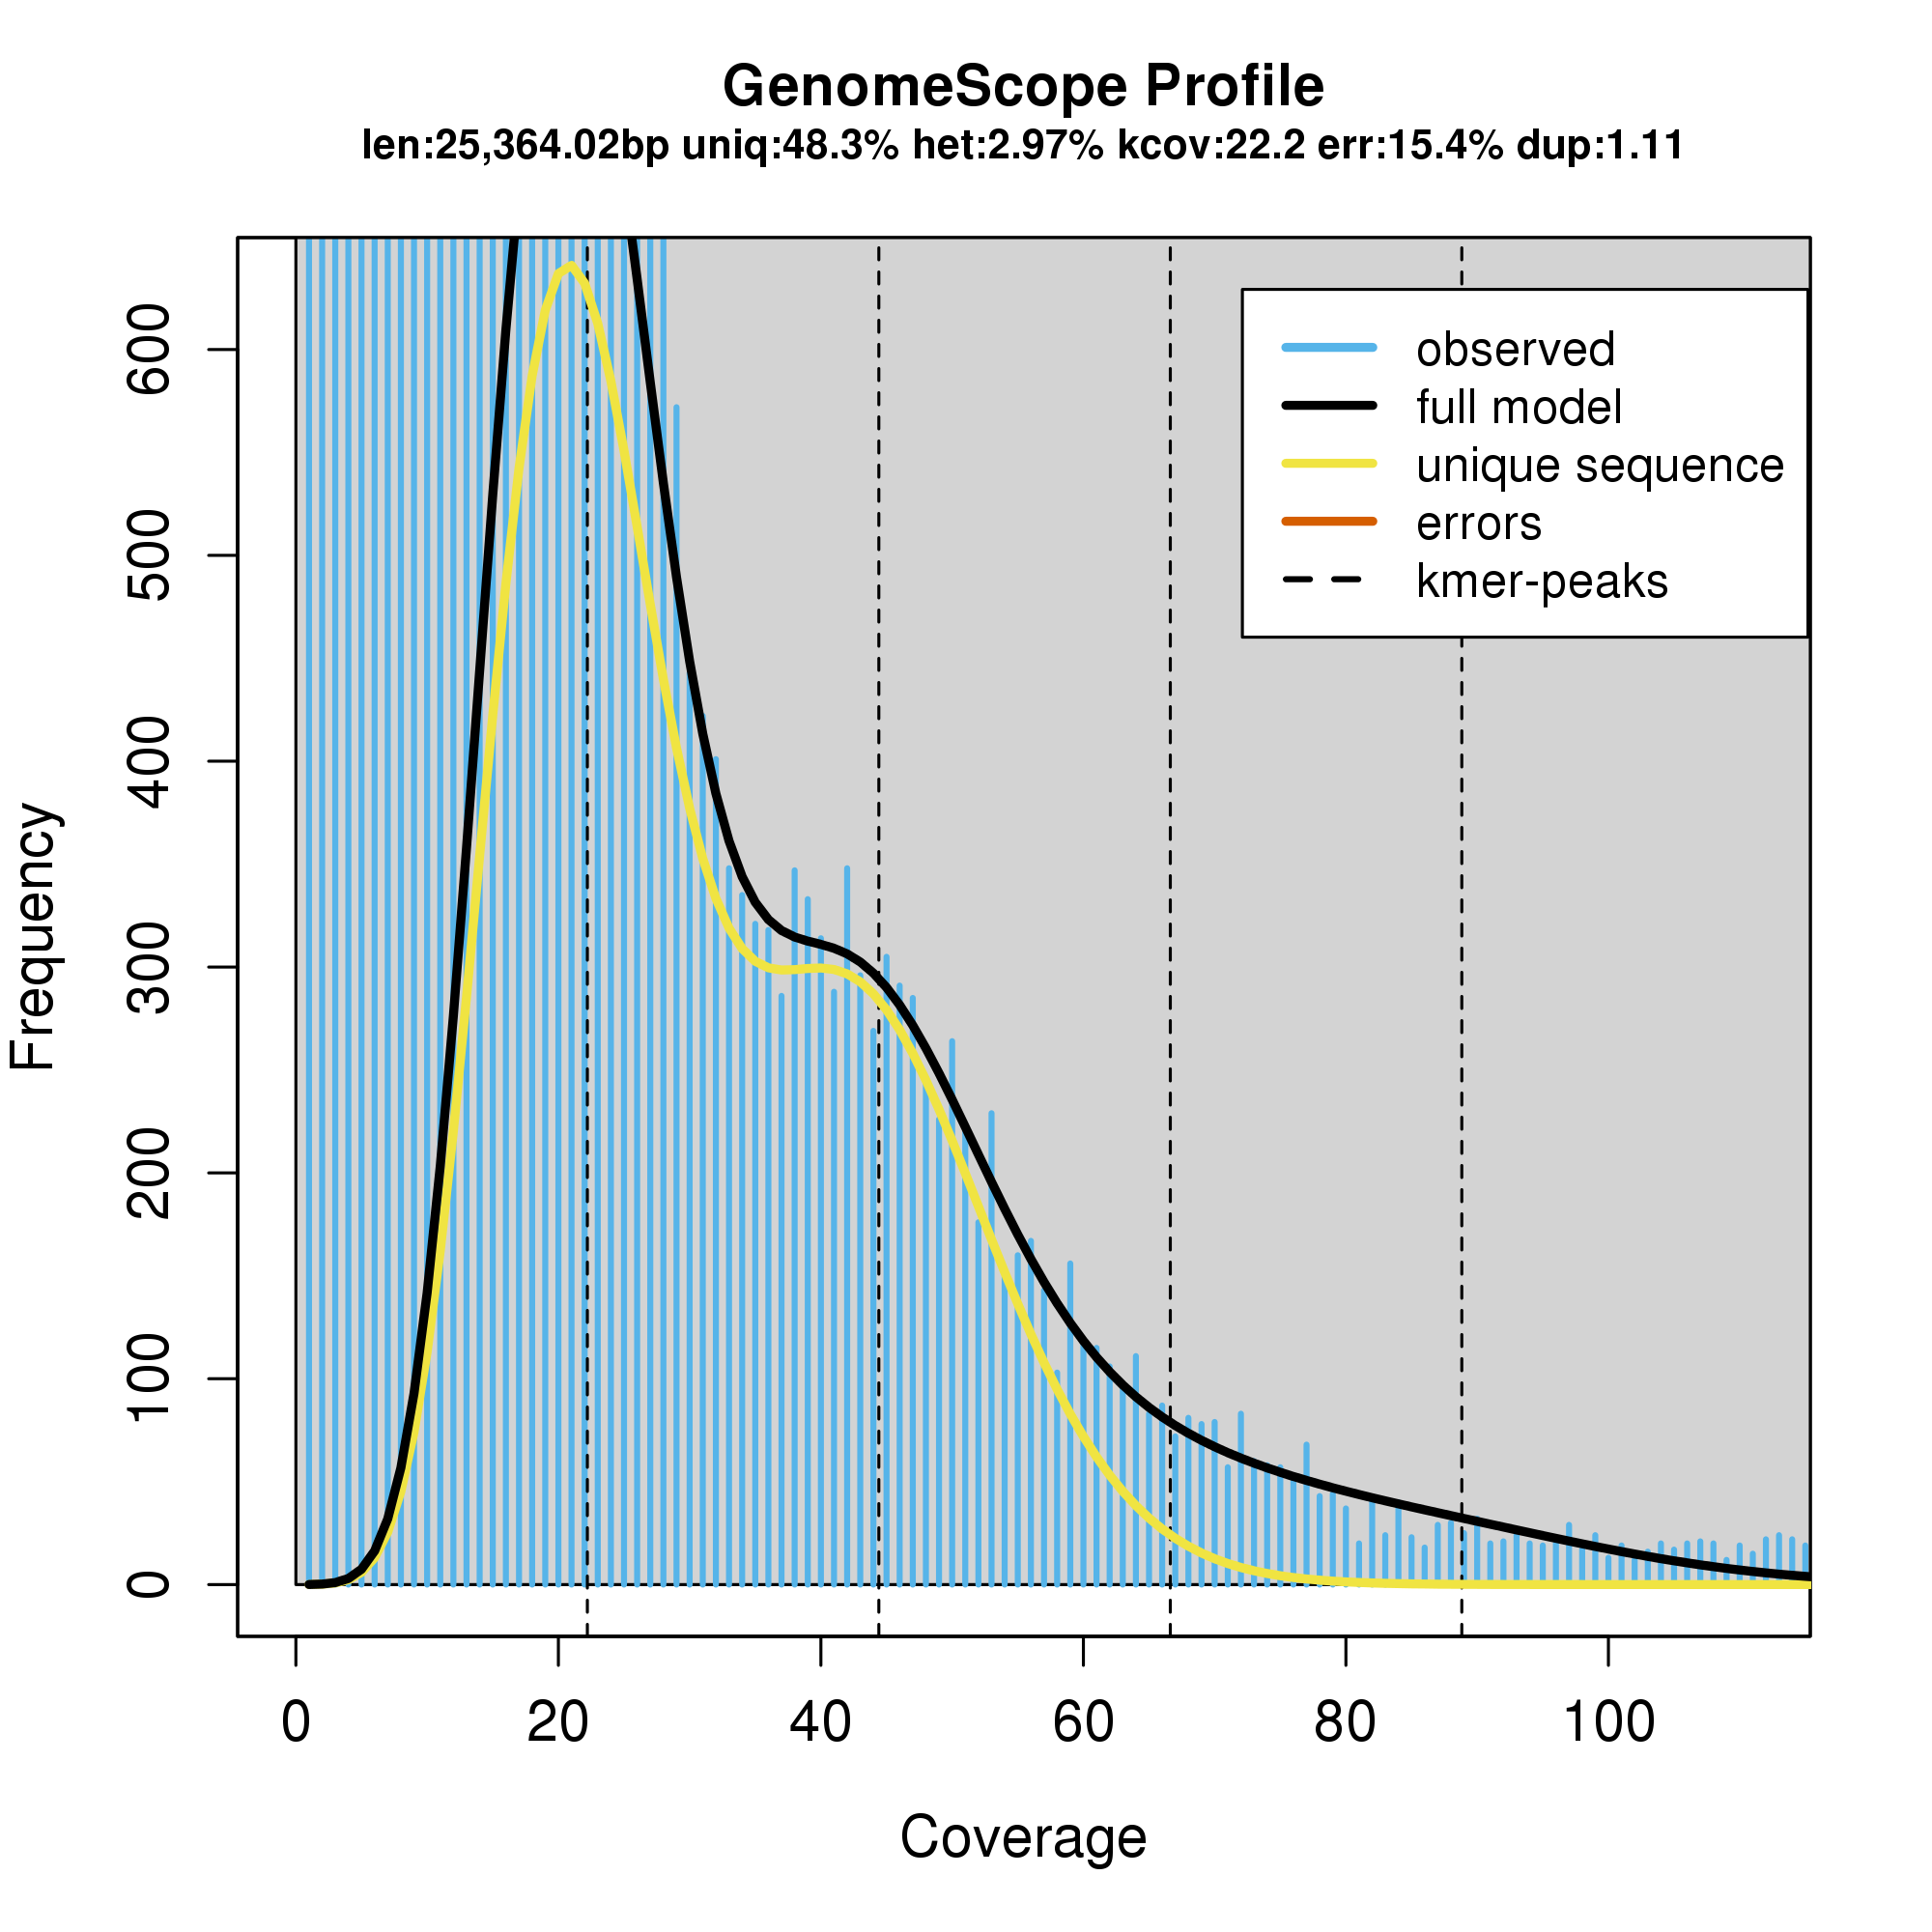 GenomeScope Profile
len:25,364.02bp uniq:48.3% het:2.97% kcov:22.2 err:15.4% dup:1.11
observed
full model
unique sequence
errors
kmer-peaks
Frequency
600
500
400
300
200
100
0
0 20 40 60 80 100
Coverage